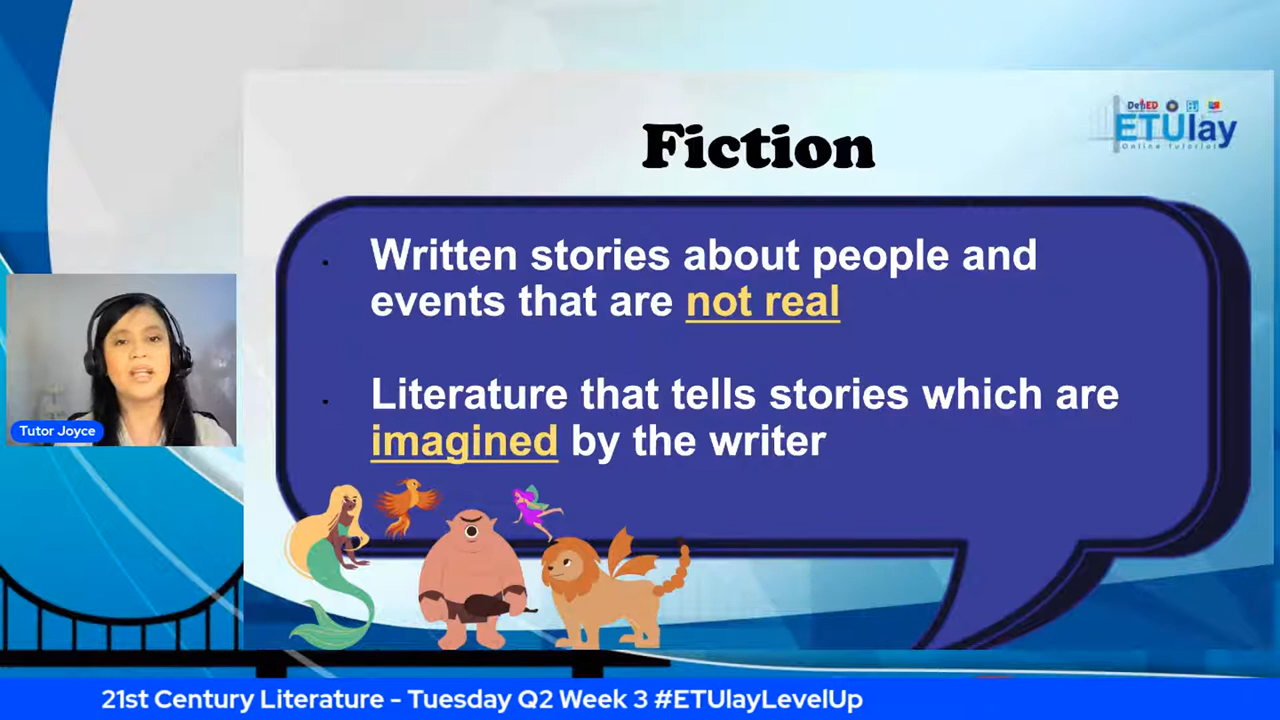 DepED
ETUlay
Online Tutorial
Fiction
Written stories about people and
events that are not real
Literature that tells stories which are
imagined by the writer
Tutor Joyce
21st Century Literature - Tuesday Q2 Week 3 #ETUlayLevelUp